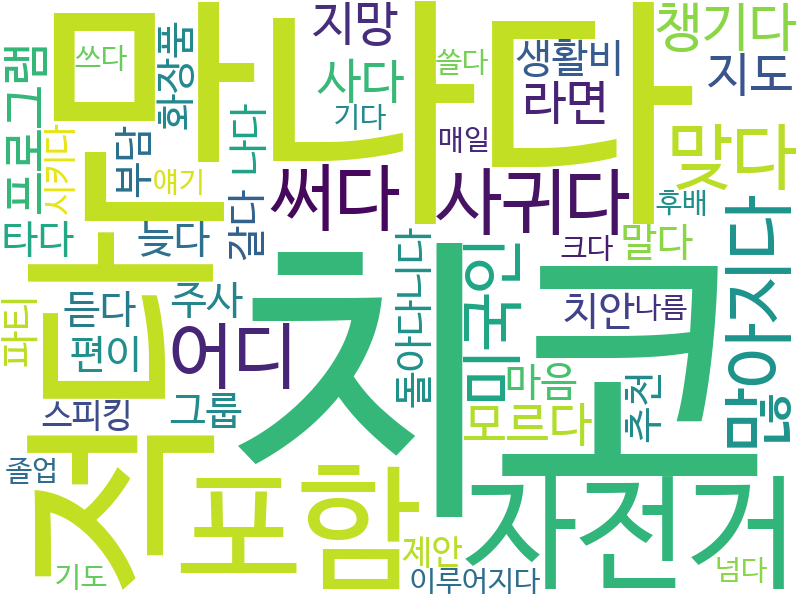 만나다
치코
적다
포함
자전거
써다
사귀다
어디
미국인
많아지다
맞다
모르다
프로그램
지망
사다
생활비
라면
챙기다
지도
쓰다
화장품
부담
시키다
얘기
나다
갈다
기다
쓸다
매일
후배
크다
말다
타다
늦다
듣다
주사
편이
파티
스피킹
그룹
돌아다니다
치안
나름
마음
추천
졸업
기도
제안
이루어지다
넘다